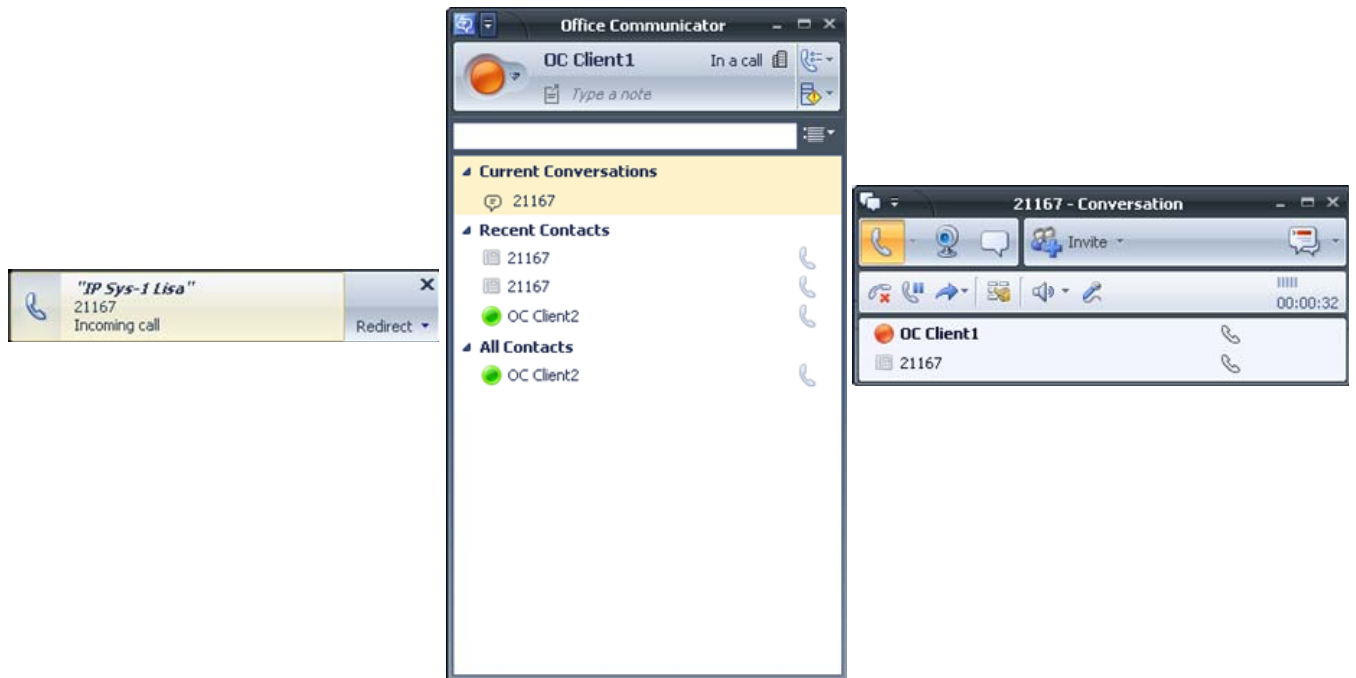 "IP Sys-1 Lisa"
21167
Incoming call
Redirect
Office Communicator
OC Client1 In a call
Type a note
Current Conversations
21167
Recent Contacts
21167
21167
OC Client2
All Contacts
OC Client2
21167 - Conversation
Invite
00:00:32
OC Client1
21167